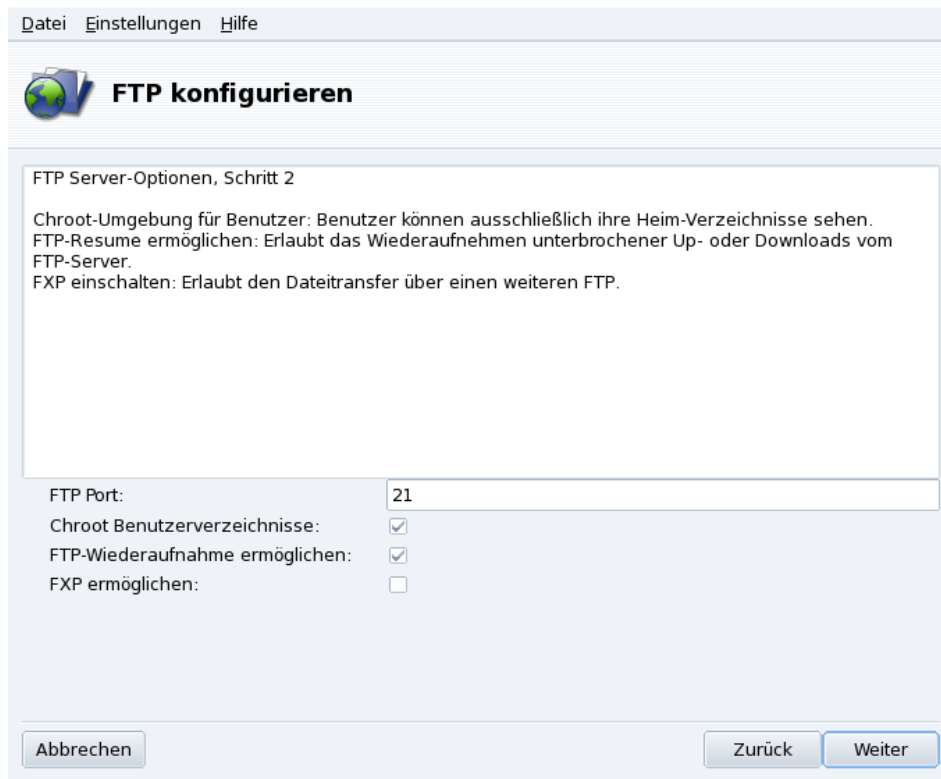 Datei Einstellungen Hilfe
FTP konfigurieren
FTP Server-Optionen, Schritt 2
Chroot-Umgebung für Benutzer: Benutzer können ausschließlich ihre Heim-Verzeichnisse sehen.
FTP-Resume ermöglichen: Erlaubt das Wiederaufnehmen unterbrochener Up- oder Downloads vom
FTP-Server.
FXP einschalten: Erlaubt den Dateitransfer über einen weiteren FTP.
FTP Port: 21
Chroot Benutzerverzeichnisse:
FTP-Wiederaufnahme ermöglichen:
FXP ermöglichen:
Abbrechen Zurück Weiter